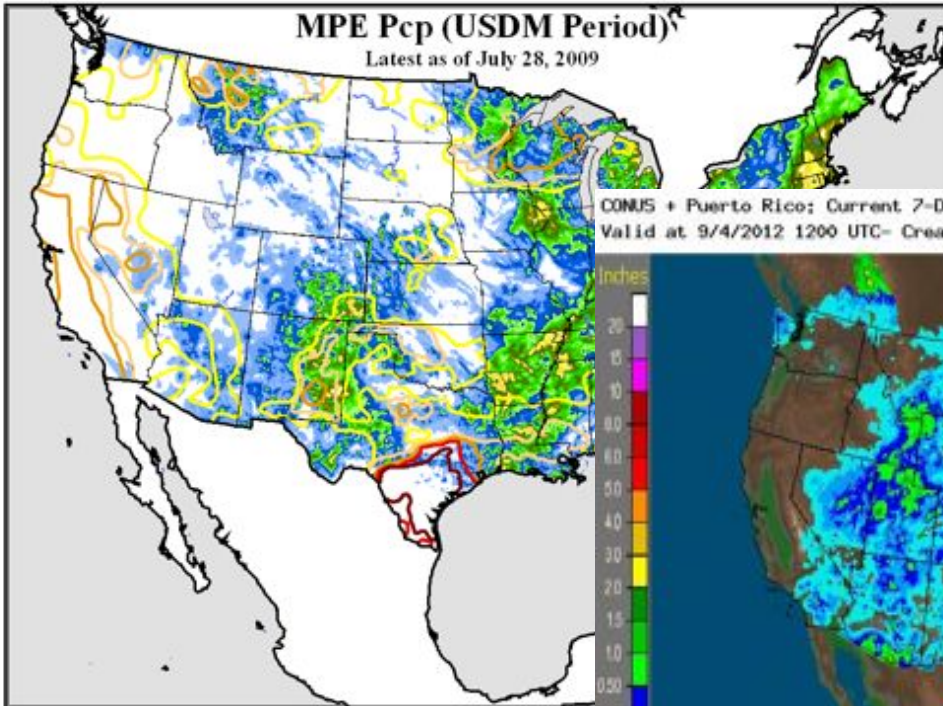 MPE Pcp (USDM Period)
Latest as of July 28, 2009
CONUS + Puerto Rico: Current 7-D
Valid at 9/4/2012 1200 UTC- Crea
Inches
20
15
10
8.0
6.0
5.0
4.0
3.0
2.0
1.5
1.0
0.50